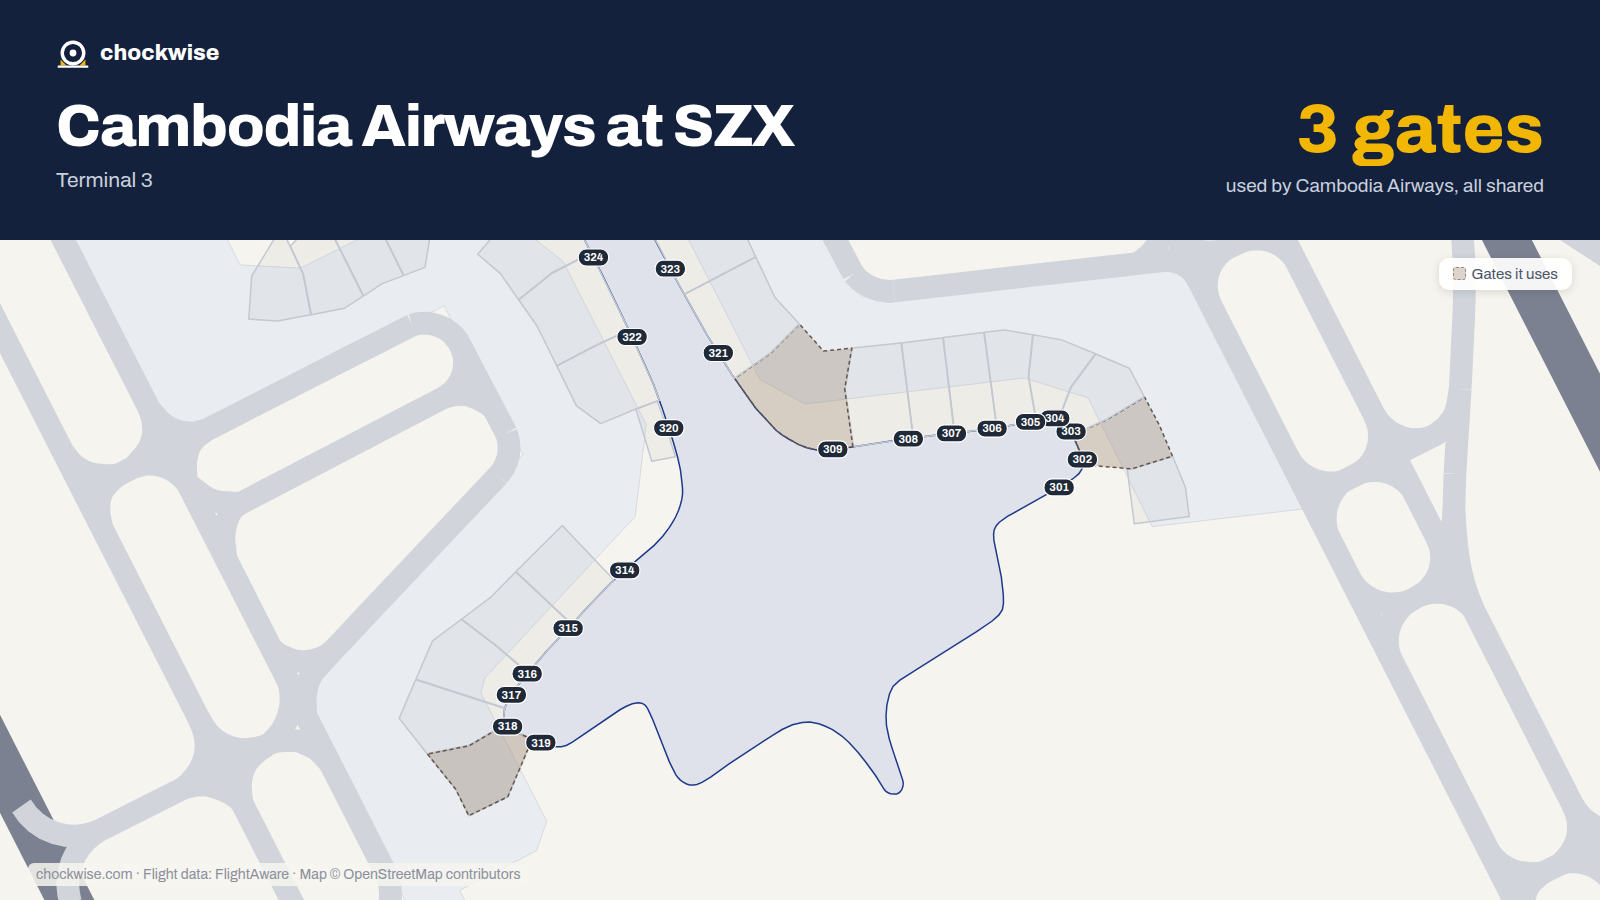 chockwise
Cambodia Airways at SZX
Terminal 3
3 gates
used by Cambodia Airways, all shared
Gates it uses
324
323
322
321
320
309
308
307
306
305
304
303
302
301
314
315
316
317
318
319
chockwise.com · Flight data: FlightAware · Map © OpenStreetMap contributors